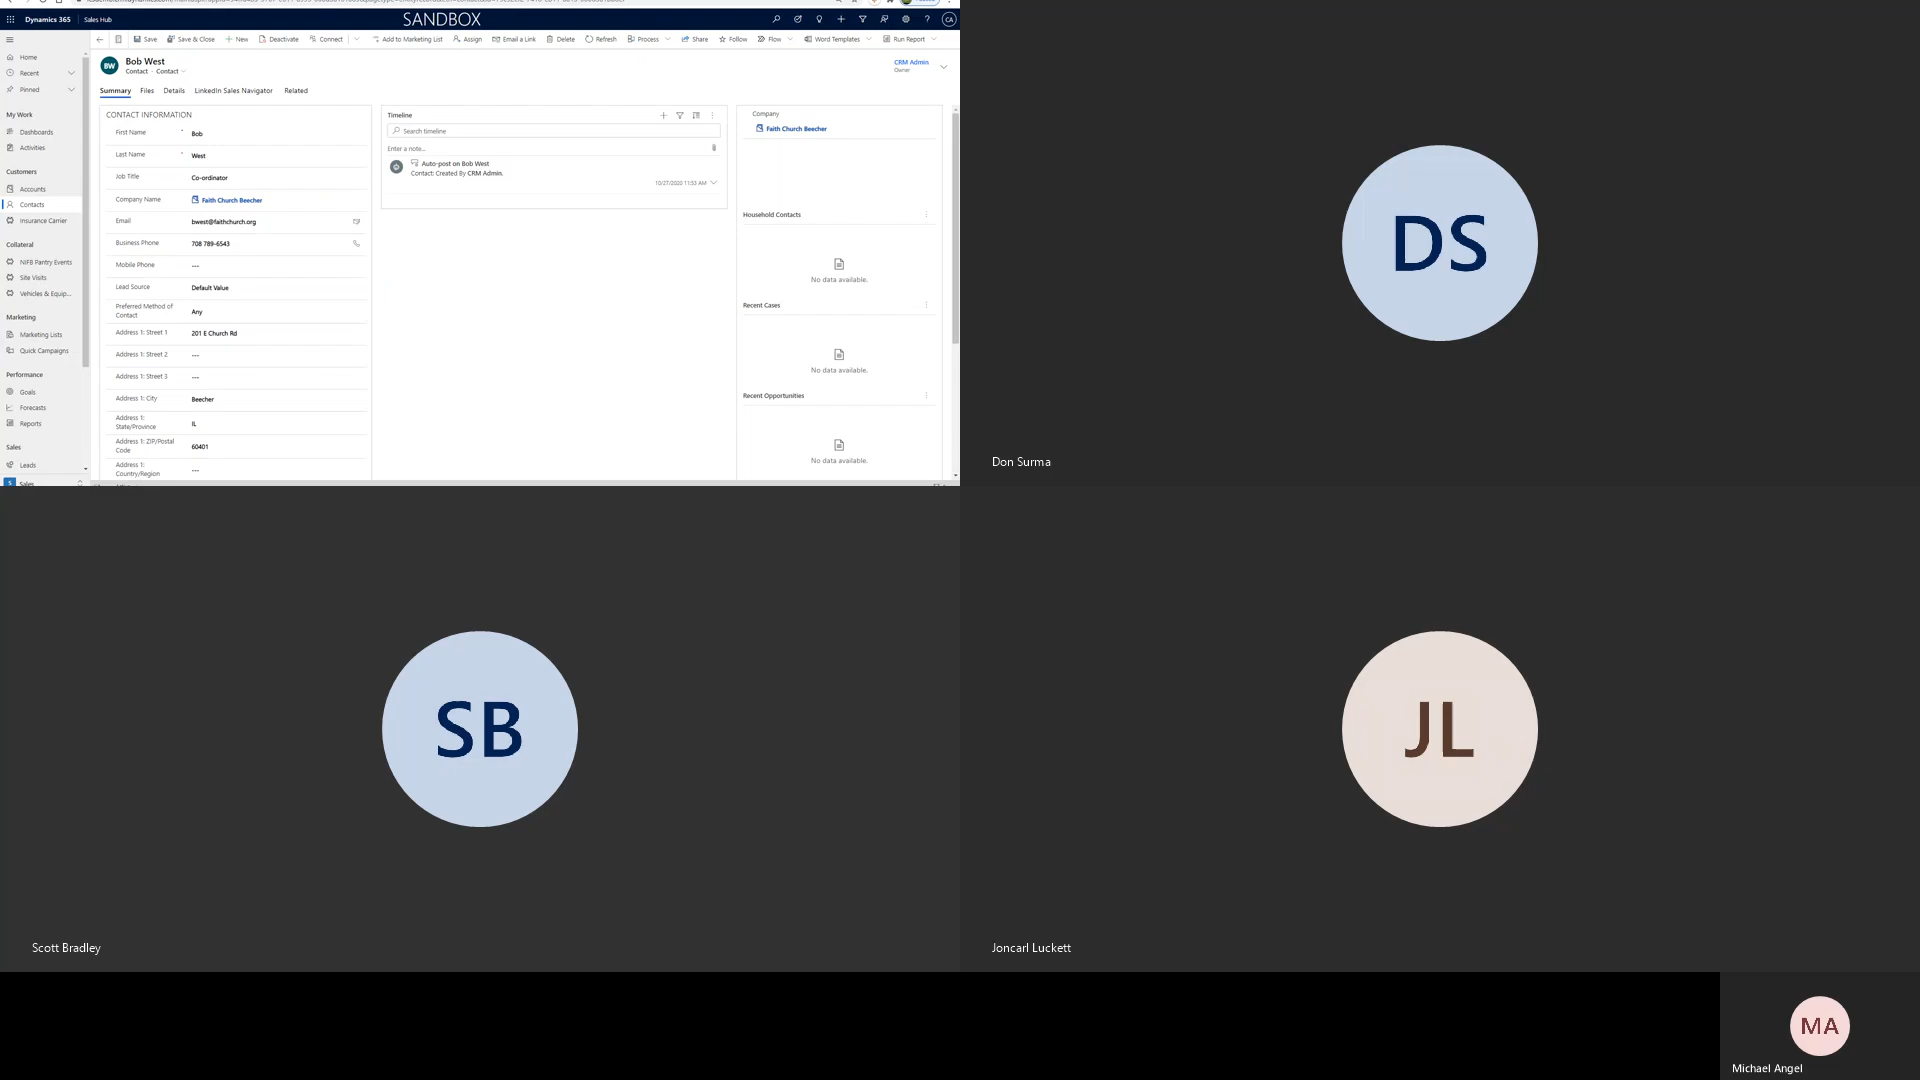 Dynamics 365 Sales Hub SANDBOX CA
Save Save & Close New Deactivate Connect Add to Marketing List Assign Email a Link Delete Refresh Process Share Follow Flow Word Templates Run Report
Home
Recent
Pinned
My Work
Dashboards
Activities
Customers
Accounts
Contacts
Insurance Carrier
Collateral
NIFB Pantry Events
Site Visits
Vehicles & Equip...
Marketing
Marketing Lists
Quick Campaigns
Performance
Goals
Forecasts
Reports
Sales
Leads
S Sales
BW Bob West
Contact · Contact
CRM Admin
Owner
Summary Files Details LinkedIn Sales Navigator Related
CONTACT INFORMATION
First Name * Bob
Last Name * West
Job Title Co-ordinator
Company Name Faith Church Beecher
Email bwest@faithchurch.org
Business Phone 708 789-6543
Mobile Phone ---
Lead Source Default Value
Preferred Method of
Contact Any
Address 1: Street 1 201 E Church Rd
Address 1: Street 2 ---
Address 1: Street 3 ---
Address 1: City Beecher
Address 1:
State/Province IL
Address 1: ZIP/Postal
Code 60401
Address 1:
Country/Region ---
Timeline
Search timeline
Enter a note...
Auto-post on Bob West
Contact: Created By CRM Admin.
10/27/2020 11:53 AM
Company
Faith Church Beecher
Household Contacts
No data available.
Recent Cases
No data available.
Recent Opportunities
No data available.
DS
Don Surma
SB
Scott Bradley
JL
Joncarl Luckett
MA
Michael Angel